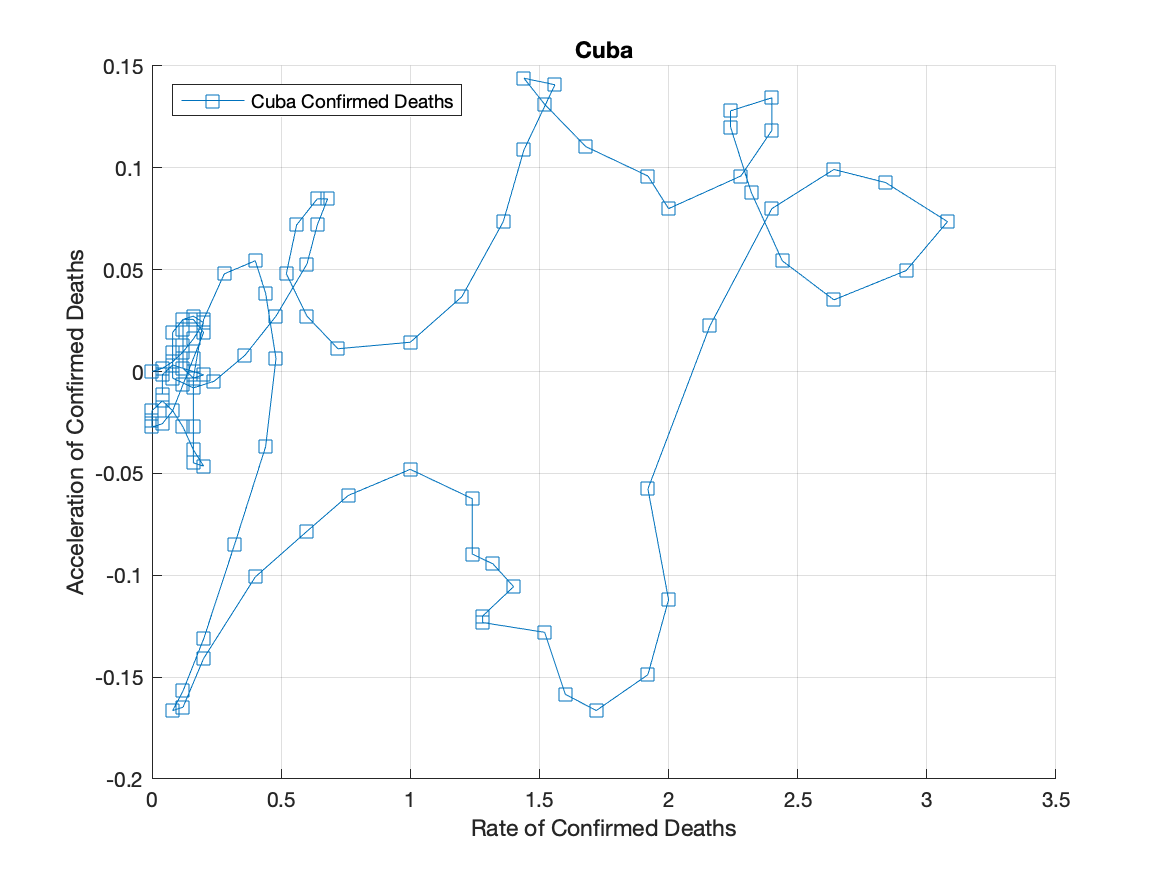 Cuba
Cuba Confirmed Deaths
0.15
0.1
0.05
0
-0.05
-0.1
-0.15
-0.2
Acceleration of Confirmed Deaths
0 0.5 1 1.5 2 2.5 3 3.5
Rate of Confirmed Deaths